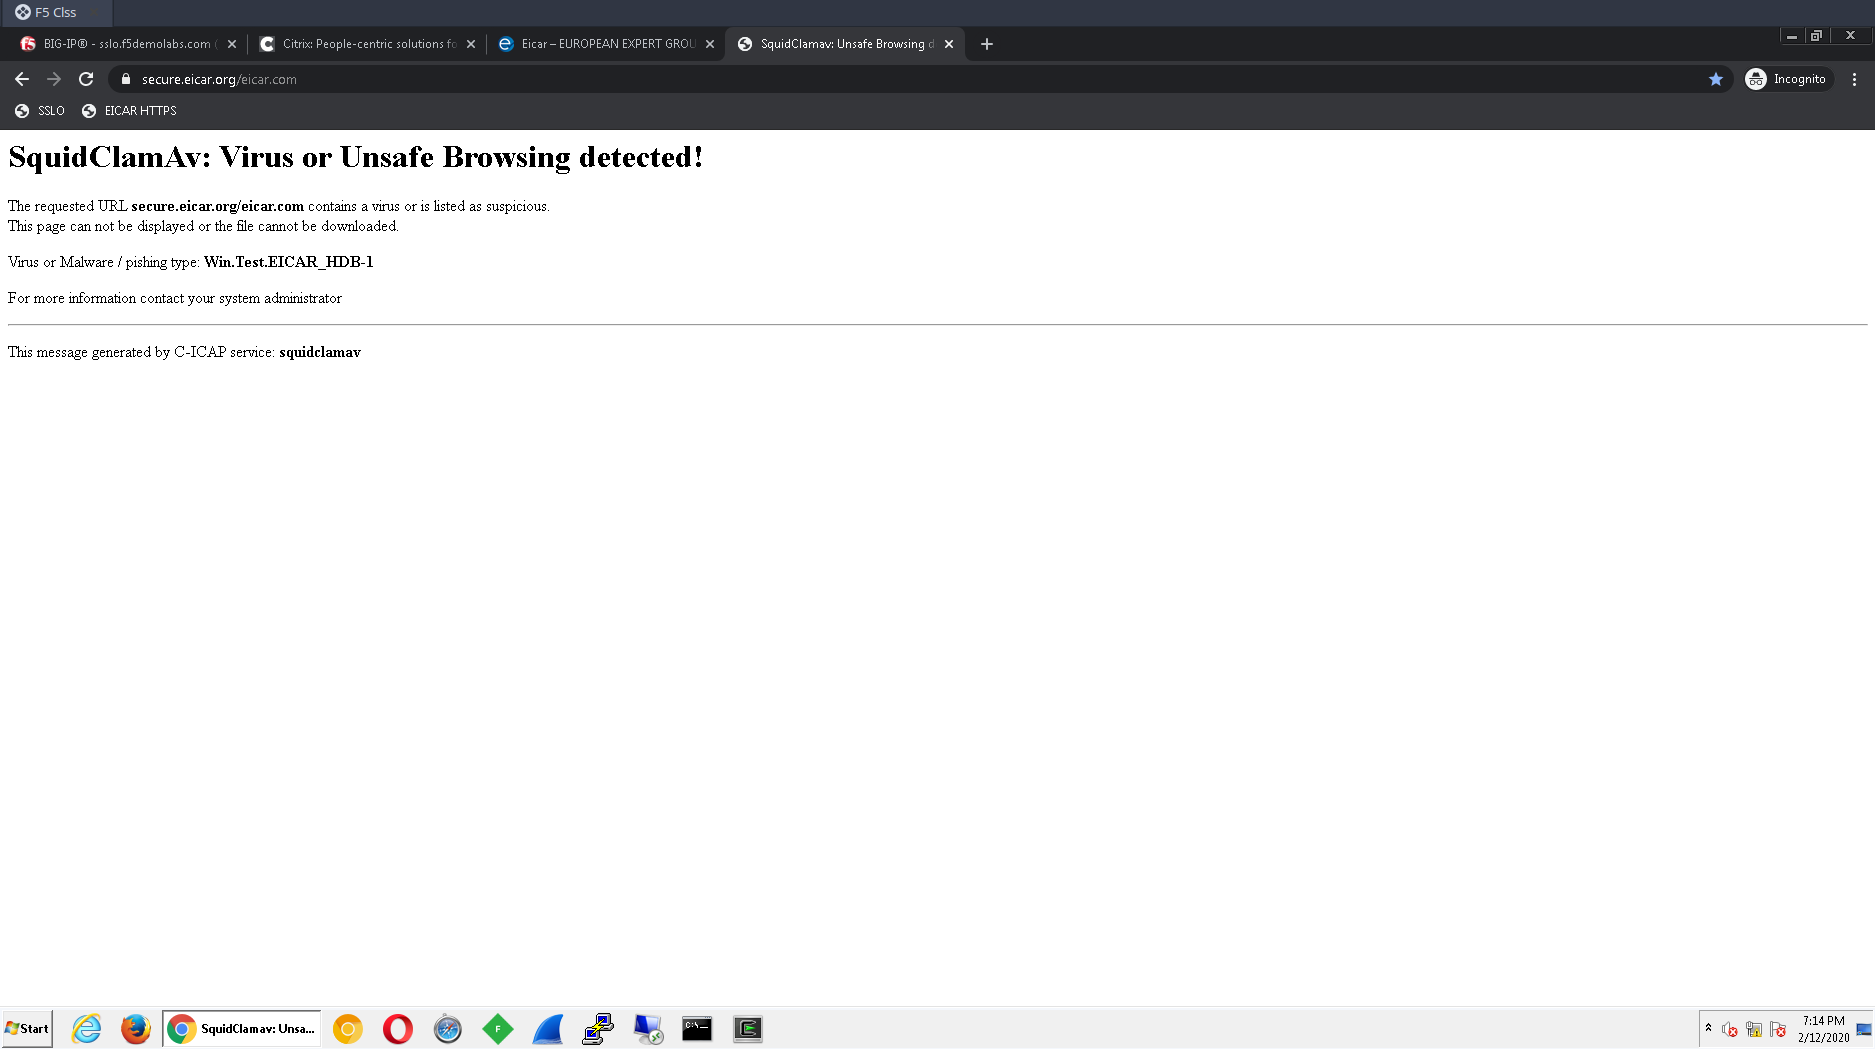 F5 Clss
BIG-IP® - sslo.f5demolabs.com (
Citrix: People-centric solutions fo
Eicar – EUROPEAN EXPERT GROU
SquidClamav: Unsafe Browsing d
secure.eicar.org/eicar.com
Incognito
SSLO
EICAR HTTPS
SquidClamAv: Virus or Unsafe Browsing detected!
The requested URL secure.eicar.org/eicar.com contains a virus or is listed as suspicious.
This page can not be displayed or the file cannot be downloaded.
Virus or Malware / pishing type: Win.Test.EICAR_HDB-1
For more information contact your system administrator
This message generated by C-ICAP service: squidclamav
Start
SquidClamav: Unsa...
7:14 PM
2/12/2020